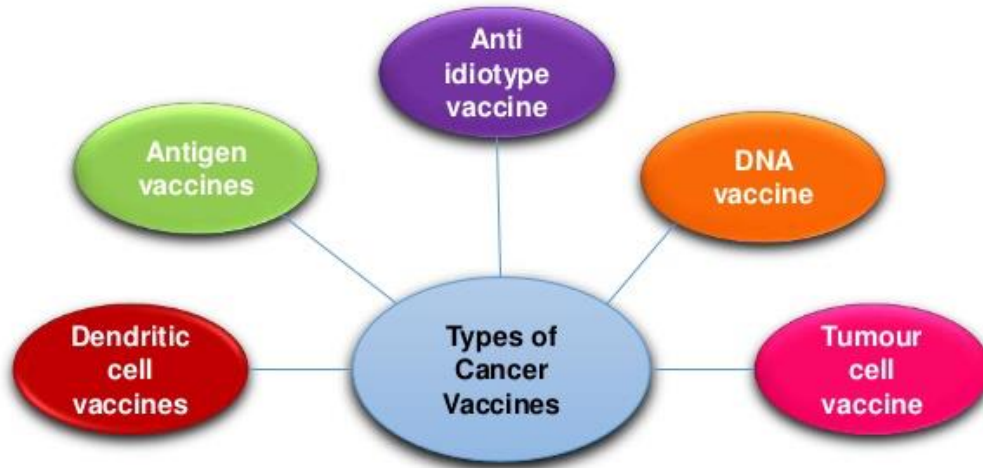 Anti
idiotype
vaccine
Antigen
vaccines
DNA
vaccine
Dendritic
cell
vaccines
Types of
Cancer
Vaccines
Tumour
cell
vaccine